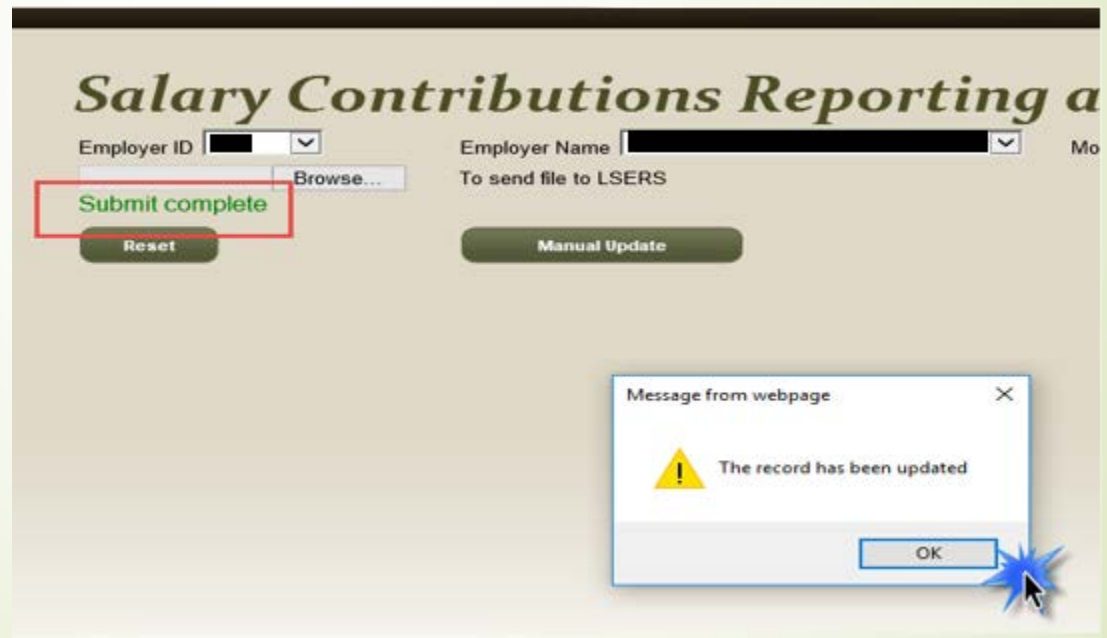 Salary Contributions Reporting a
Employer ID Employer Name Mo
Browse... To send file to LSERS
Submit complete
Reset Manual Update
Message from webpage
The record has been updated
OK